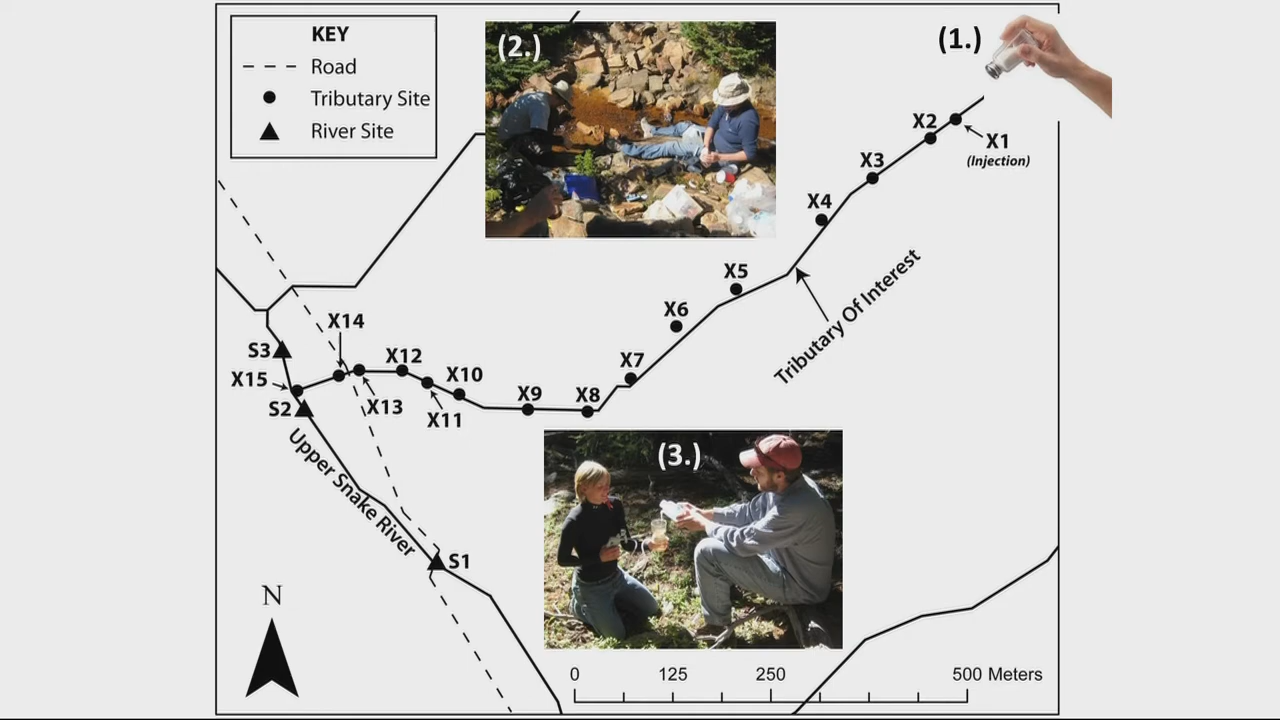 KEY
Road
Tributary Site
River Site
(1.)
(2.)
X2
X1
(Injection)
X3
X4
Tributary Of Interest
X5
X6
X14
S3
X12
X7
X15
X10
X9
X8
S2
X13
X11
Upper Snake River
(3.)
S1
N
0 125 250 500 Meters